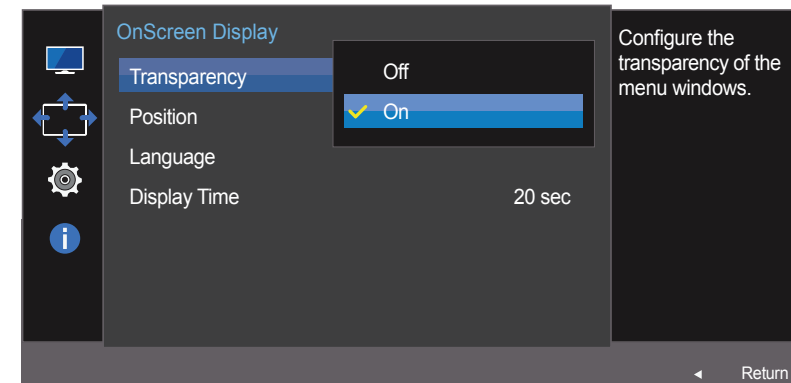 OnScreen Display
Transparency
Off
On
Position
Language
Display Time 20 sec
Configure the
transparency of the
menu windows.
Return